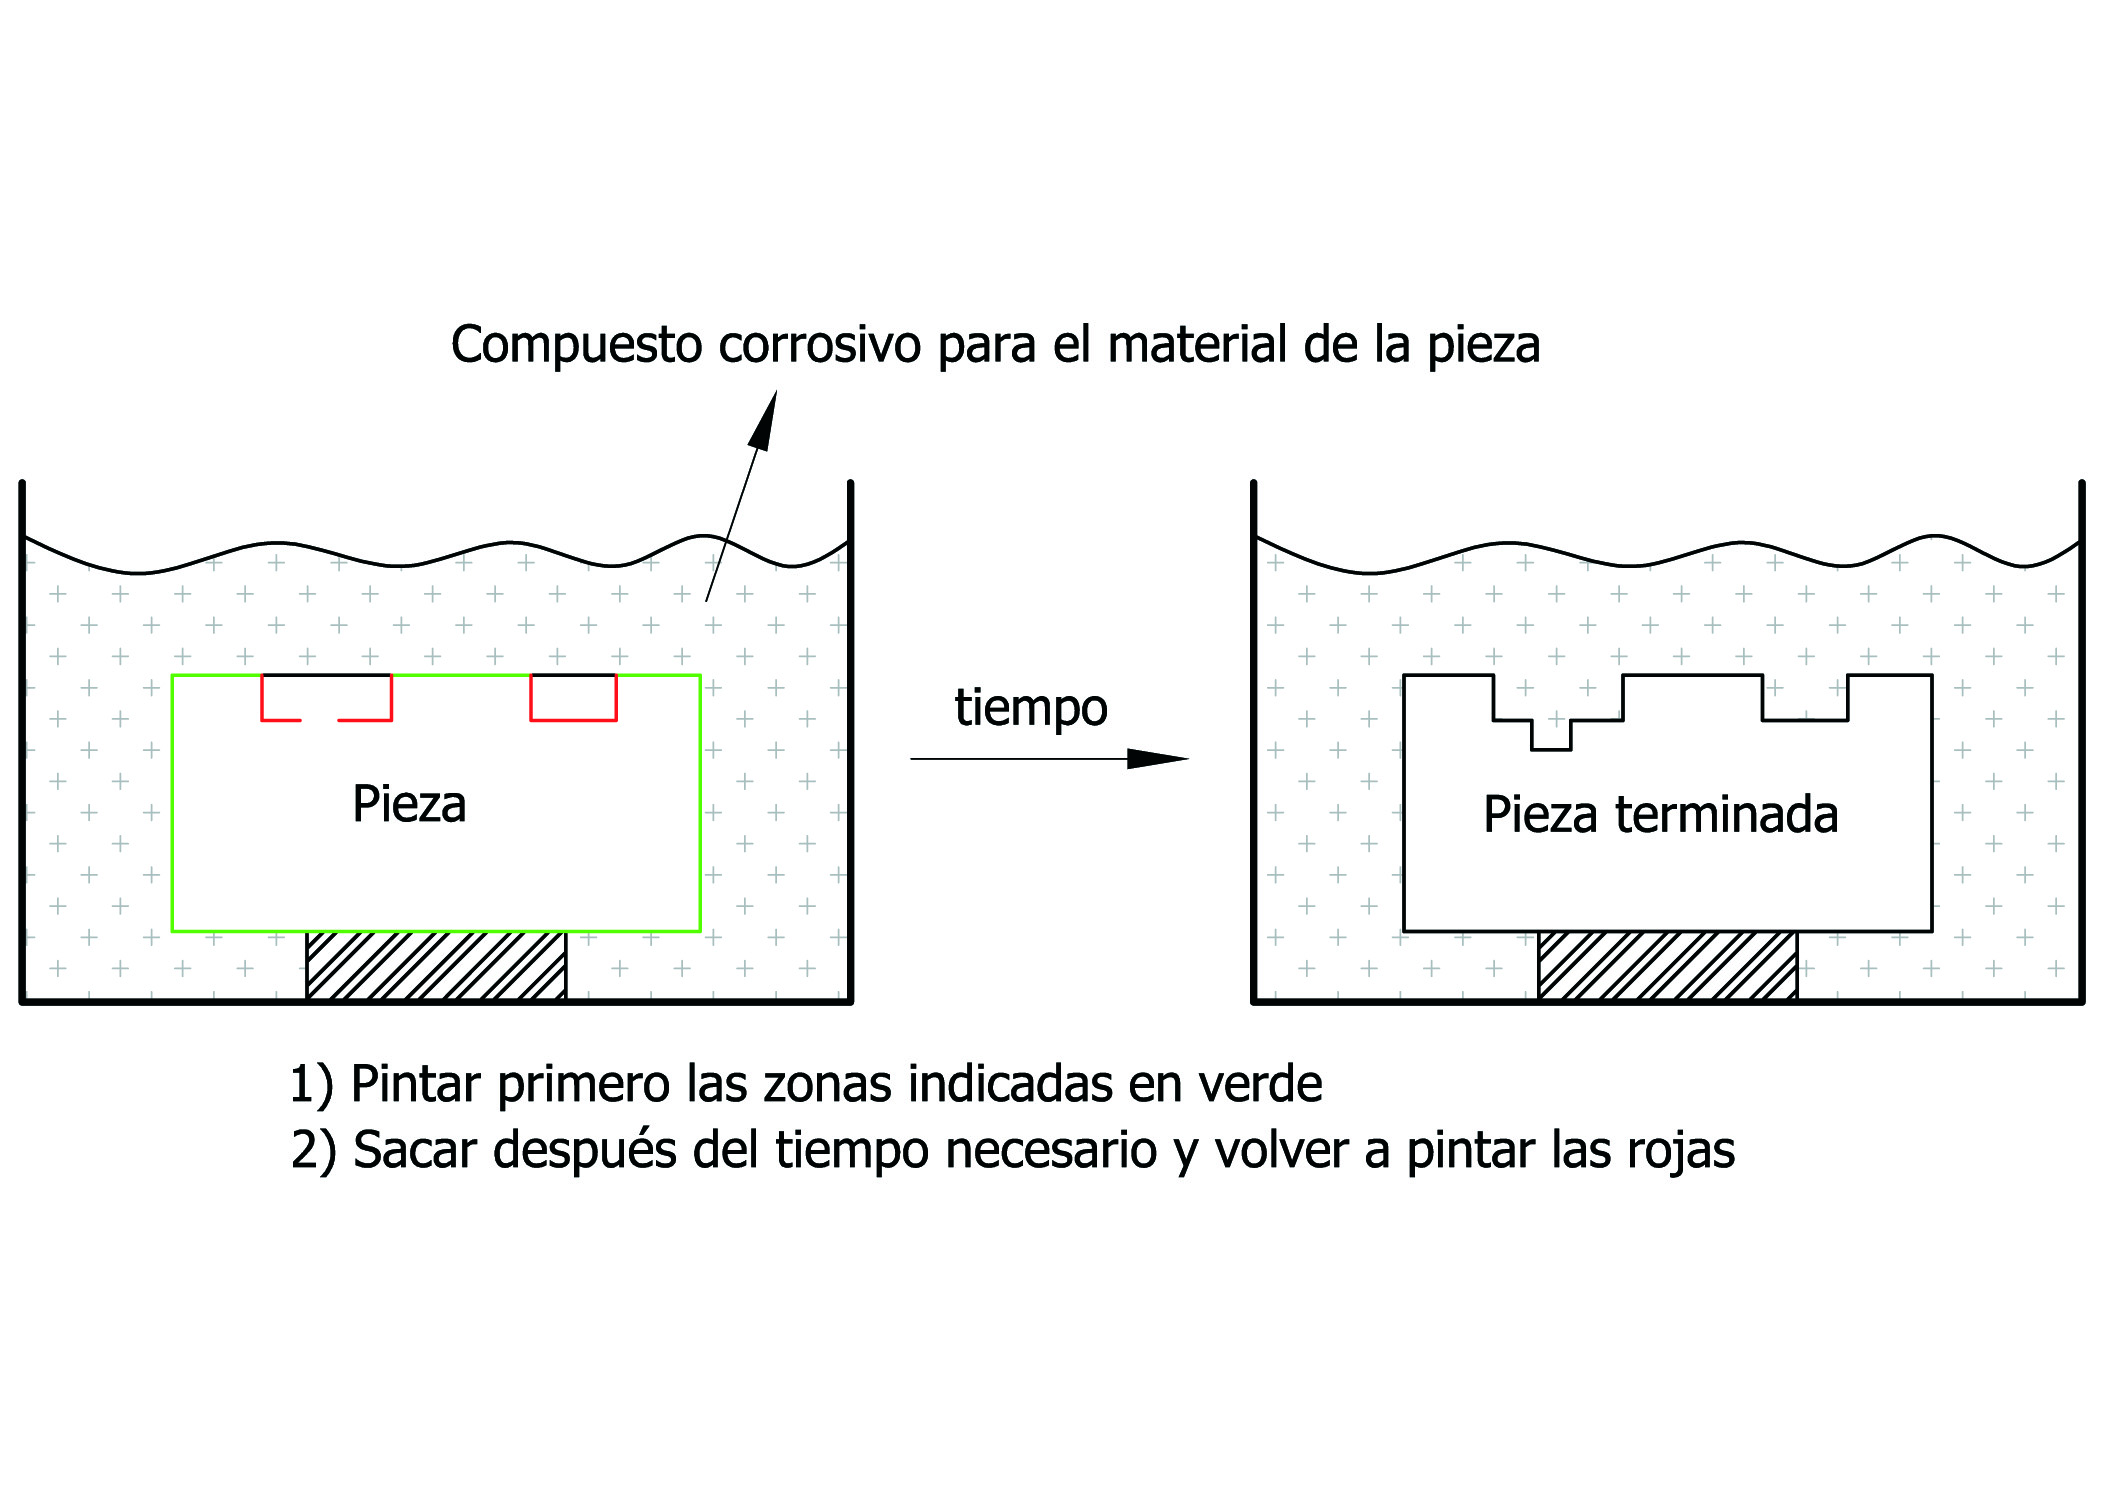 Compuesto corrosivo para el material de la pieza
tiempo
Pieza
Pieza terminada
1) Pintar primero las zonas indicadas en verde
2) Sacar después del tiempo necesario y volver a pintar las rojas